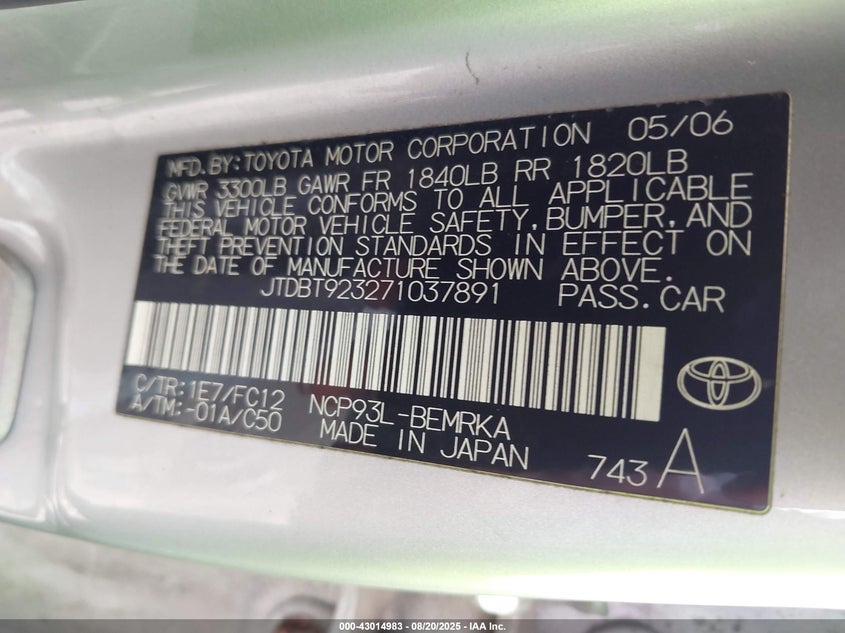 MFD.BY:TOYOTA MOTOR CORPORATION 05/06
GVWR 3300LB GAWR FR 1840LB RR 1820LB
THIS VEHICLE CONFORMS TO ALL APPLICABLE
FEDERAL MOTOR VEHICLE SAFETY,BUMPER,AND
THEFT PREVENTION STANDARDS IN EFFECT ON
THE DATE OF MANUFACTURE SHOWN ABOVE.
JTDBT923271037891 PASS.CAR
C/TR:1E7/FC12 NCP93L-BEMRKA
A/TM:-01A/C50 MADE IN JAPAN
743 A
000-43014983 - 08/20/2025 - IAA Inc.